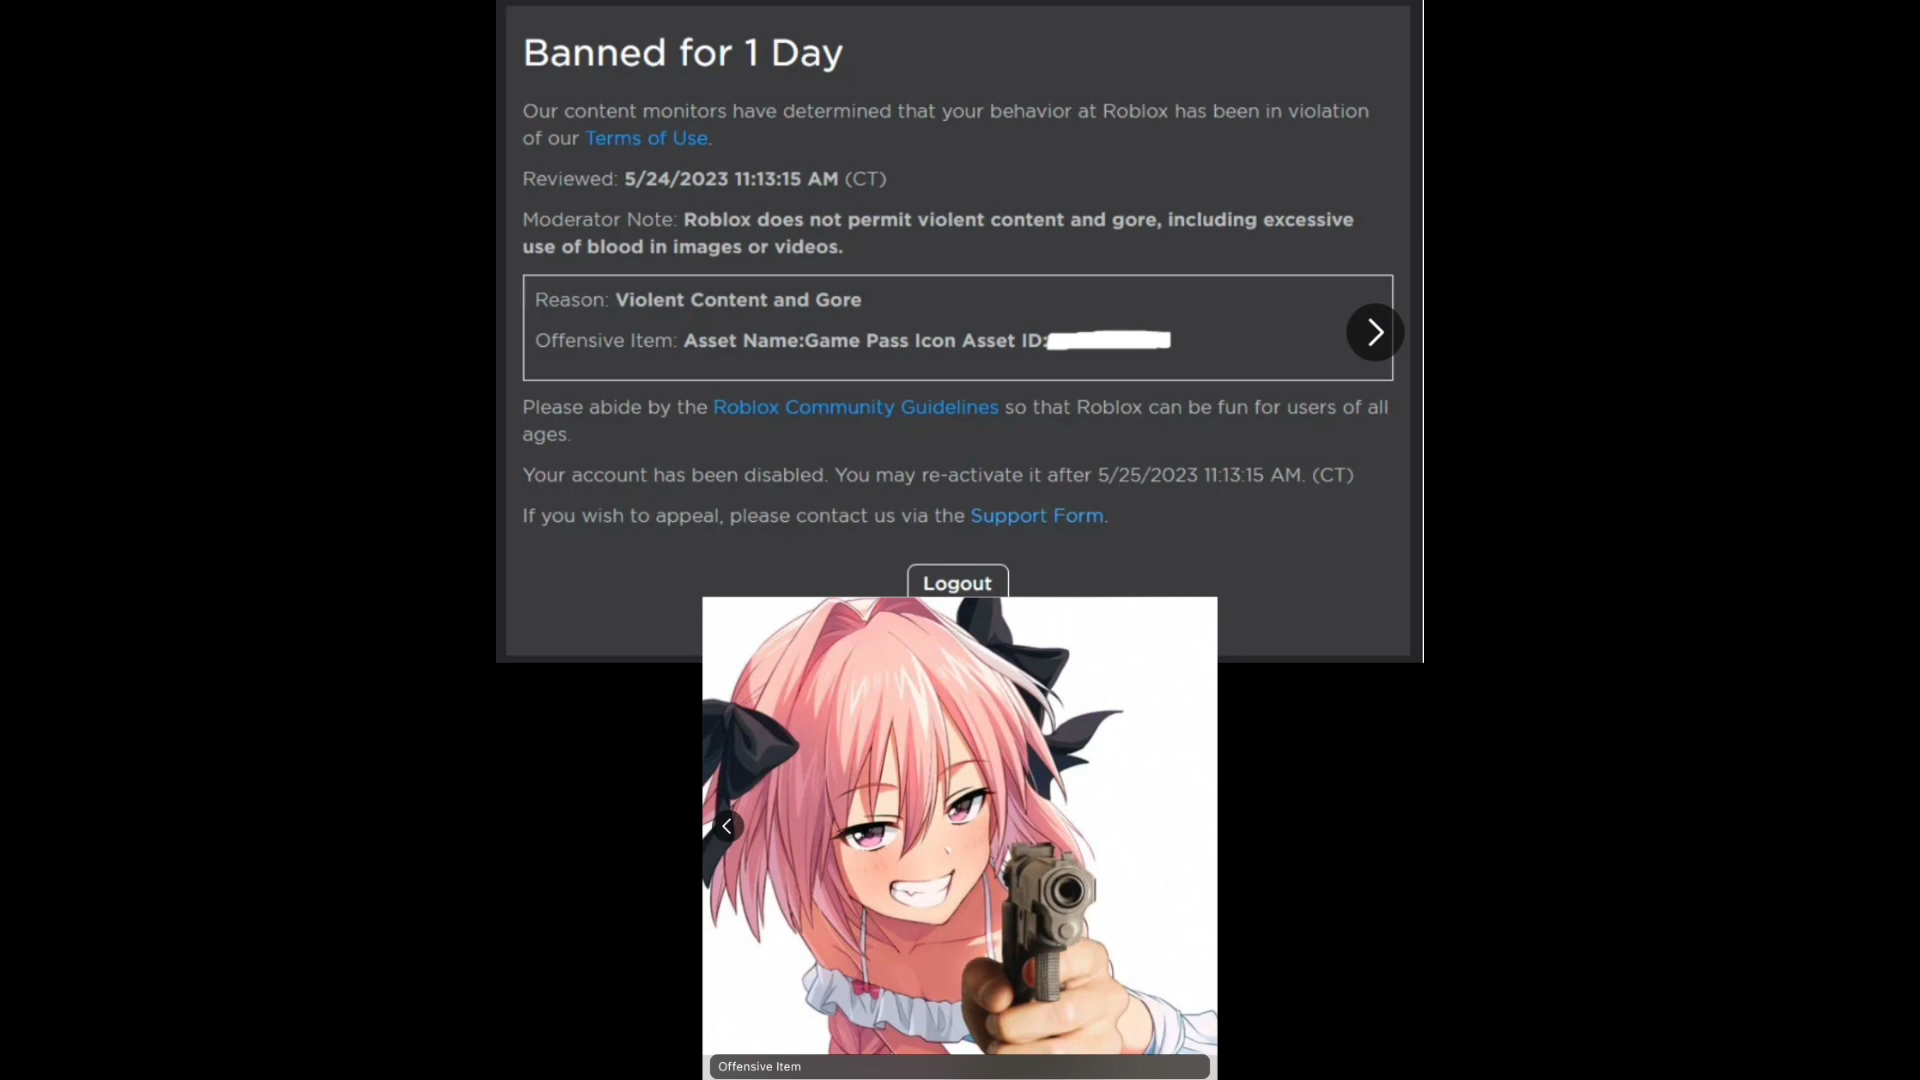 Banned for 1 Day
Our content monitors have determined that your behavior at Roblox has been in violation
of our Terms of Use.
Reviewed: 5/24/2023 11:13:15 AM (CT)
Moderator Note: Roblox does not permit violent content and gore, including excessive
use of blood in images or videos.
Reason: Violent Content and Gore
Offensive Item: Asset Name:Game Pass Icon Asset ID:
Please abide by the Roblox Community Guidelines so that Roblox can be fun for users of all
ages.
Your account has been disabled. You may re-activate it after 5/25/2023 11:13:15 AM. (CT)
If you wish to appeal, please contact us via the Support Form.
Logout
Offensive Item